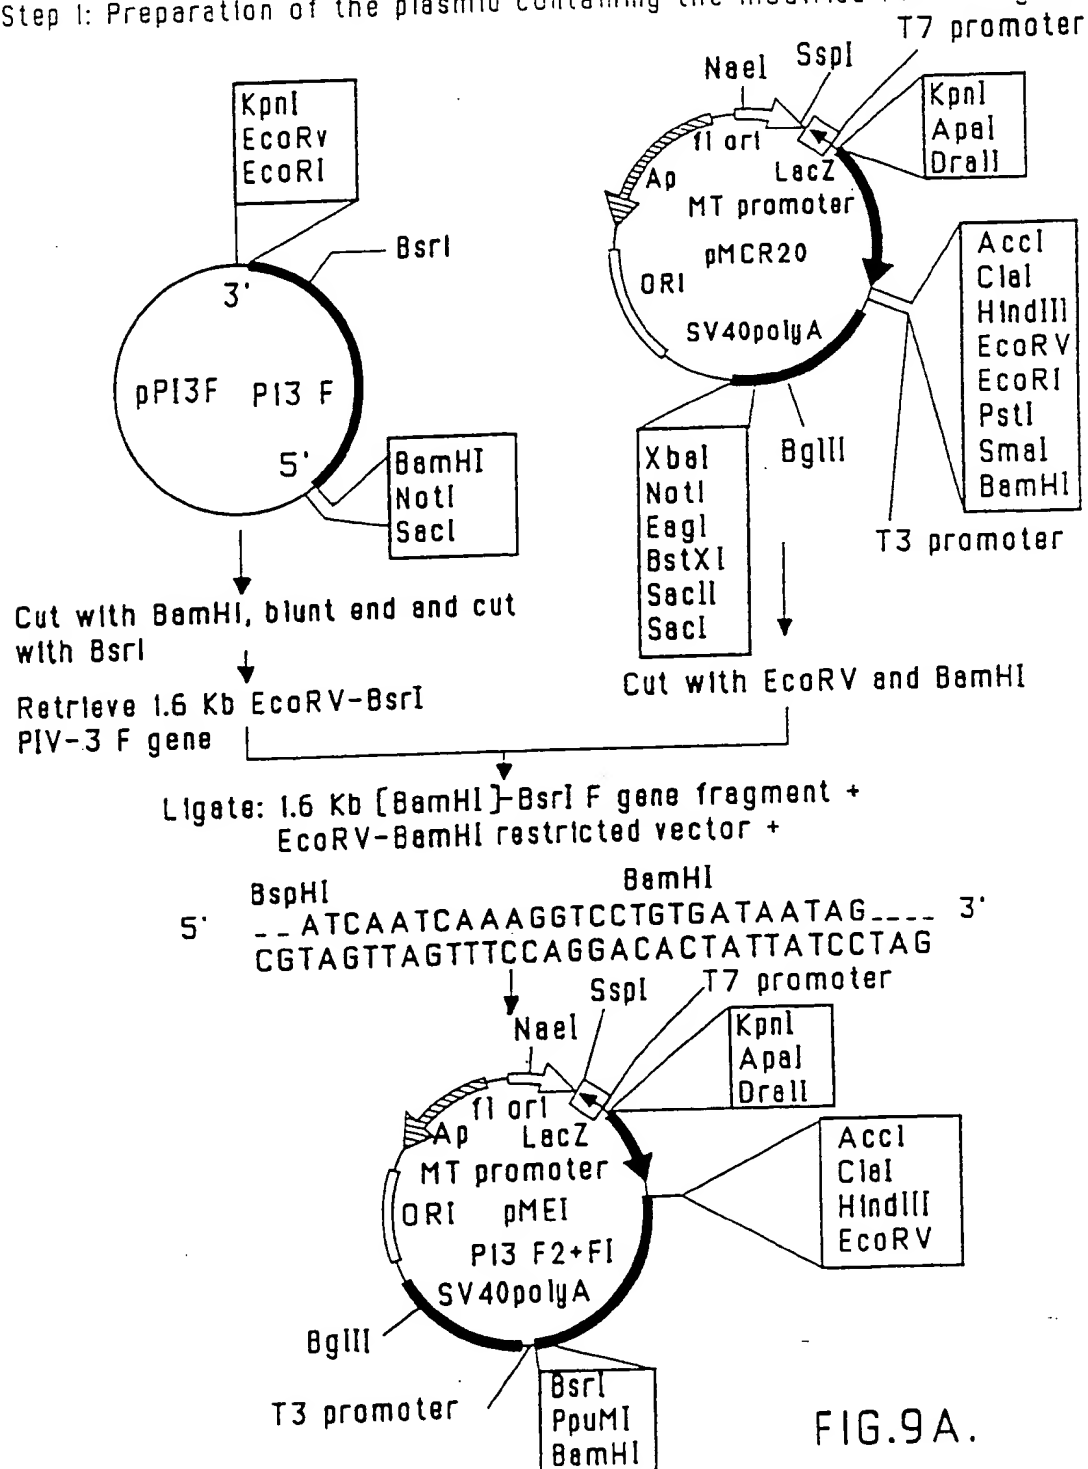 Step 1: Preparation of the plasmid containing the modified
T7 promoter
SspI
NaeI
KpnI
EcoRv
EcoRI
KpnI
ApaI
DraII
f1 ori
Ap
LacZ
MT promoter
BsrI
pMCR20
3'
ORI
AccI
ClaI
HindIII
EcoRV
EcoRI
PstI
SmaI
BamHI
SV40polyA
pPI3F PI3 F
5'
BamHI
NotI
SacI
XbaI
NotI
EagI
BstXI
SacII
SacI
BglII
T3 promoter
Cut with BamHI, blunt end and cut
with BsrI
Cut with EcoRV and BamHI
Retrieve 1.6 Kb EcoRV-BsrI
PIV-3 F gene
Ligate: 1.6 Kb [BamHI]-BsrI F gene fragment +
EcoRV-BamHI restricted vector +
BspHI BamHI
5' _ _ ATCAATCAAAGGTCCTGTGATAATAG____ 3'
CGTAGTTAGTTTCCAGGACACTATTATCCTAG
SspI
T7 promoter
NaeI
KpnI
ApaI
DraII
f1 ori
Ap LacZ
MT promoter
AccI
ClaI
HindIII
EcoRV
ORI pMEI
PI3 F2+FI
SV40polyA
BglII
T3 promoter
BsrI
PpuMI
BamHI
FIG.9A.